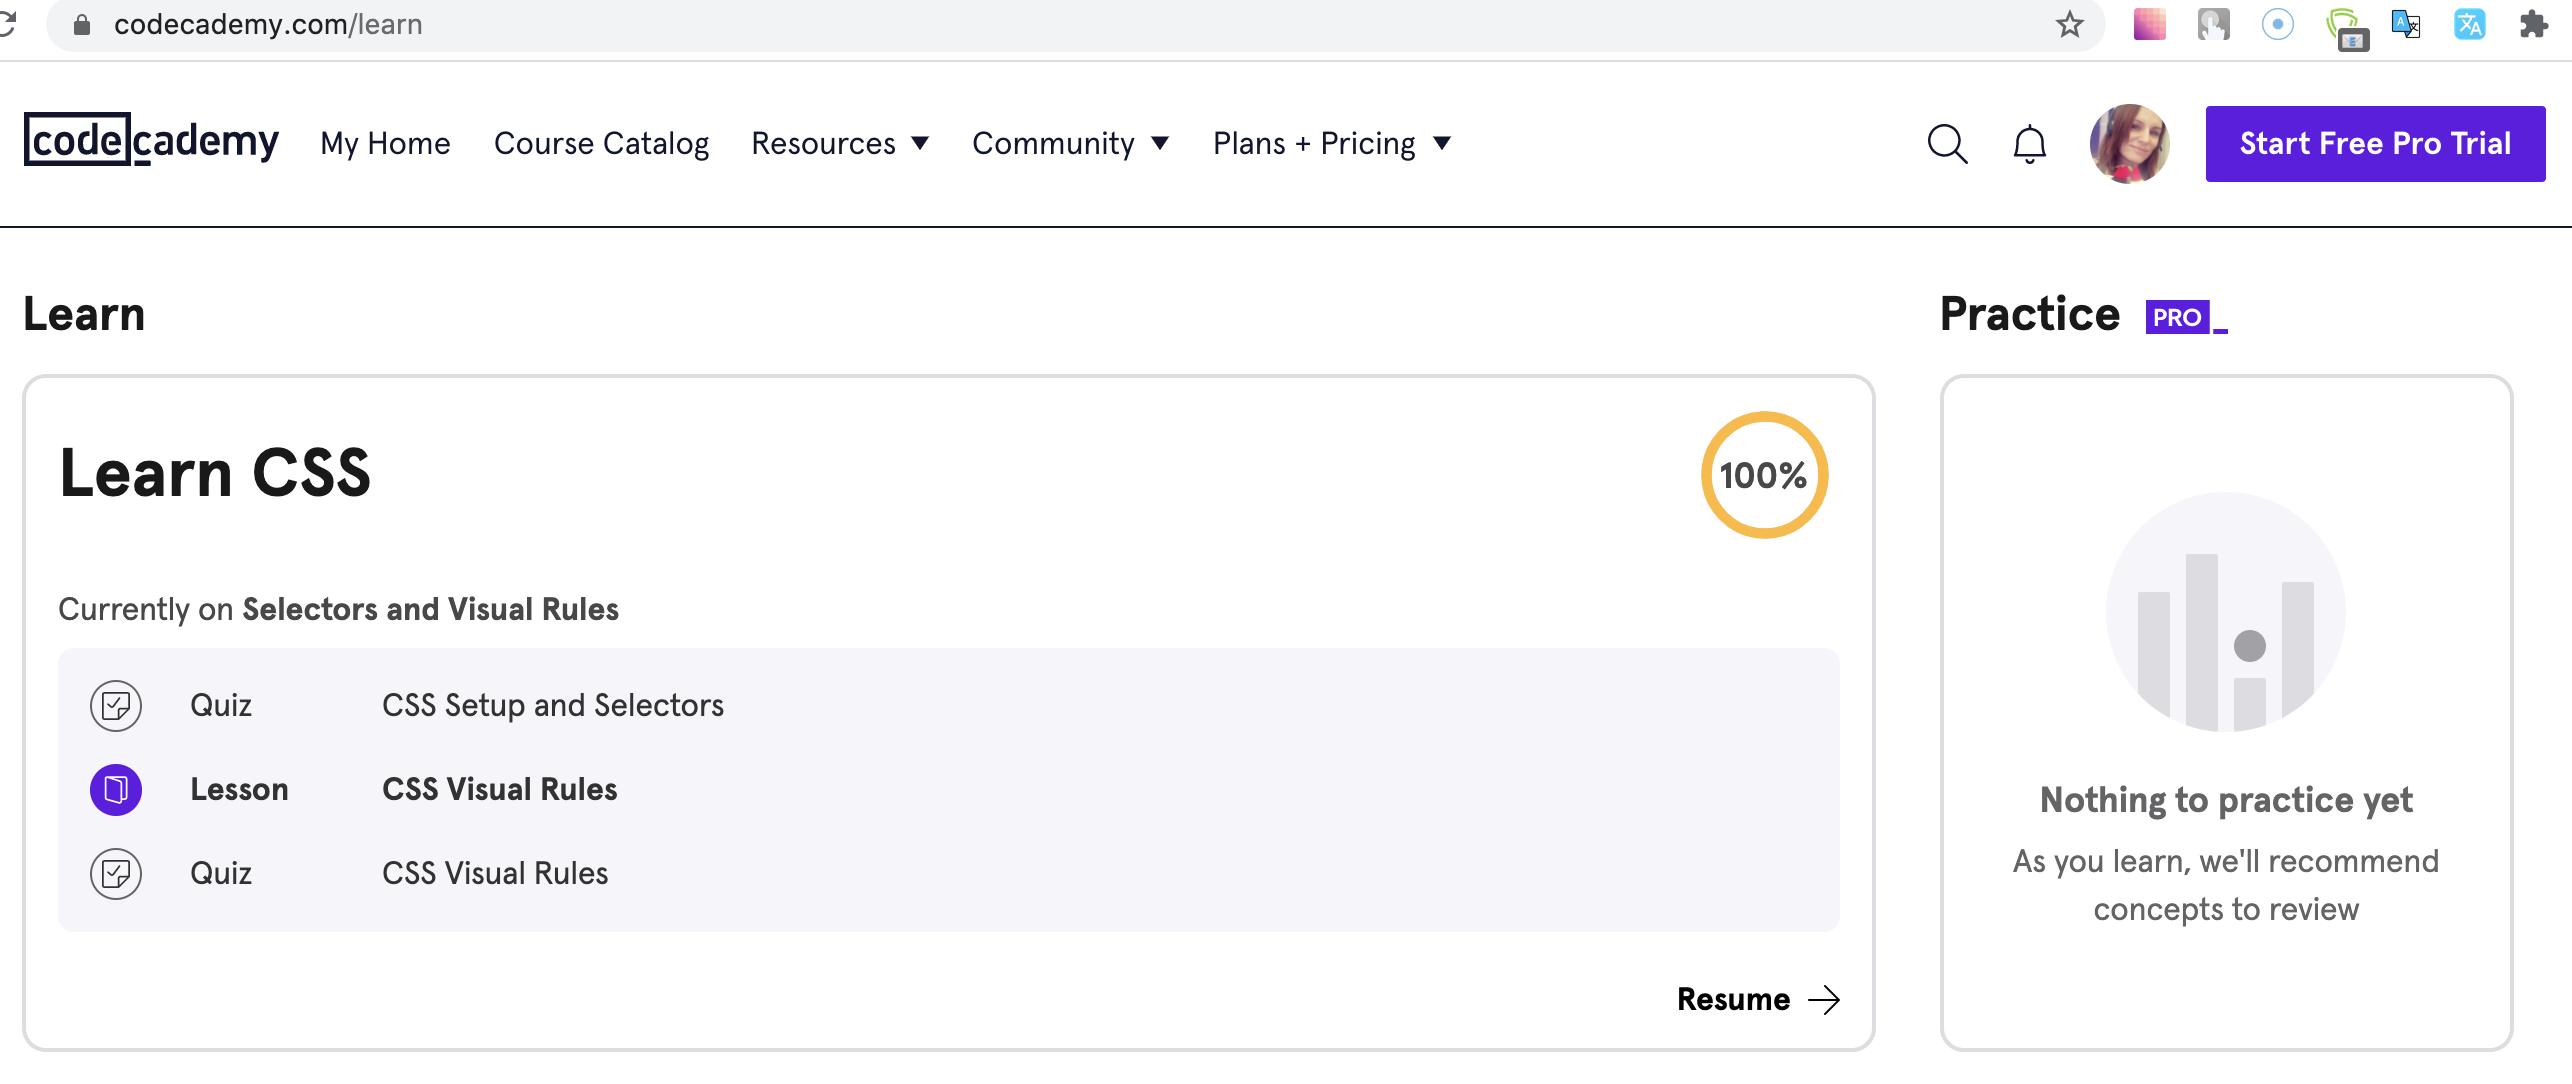 codecademy.com/learn
codecademy My Home Course Catalog Resources Community Plans + Pricing Start Free Pro Trial
Learn
Learn CSS
100%
Currently on Selectors and Visual Rules
Quiz CSS Setup and Selectors
Lesson CSS Visual Rules
Quiz CSS Visual Rules
Resume
Practice PRO
Nothing to practice yet
As you learn, we'll recommend
concepts to review